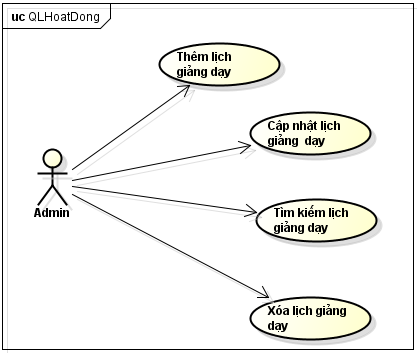 uc QLHoatDong
Thêm lịch
giảng dạy
Cập nhật lịch
giảng dạy
Admin
Tìm kiếm lịch
giảng dạy
Xóa lịch giảng
dạy